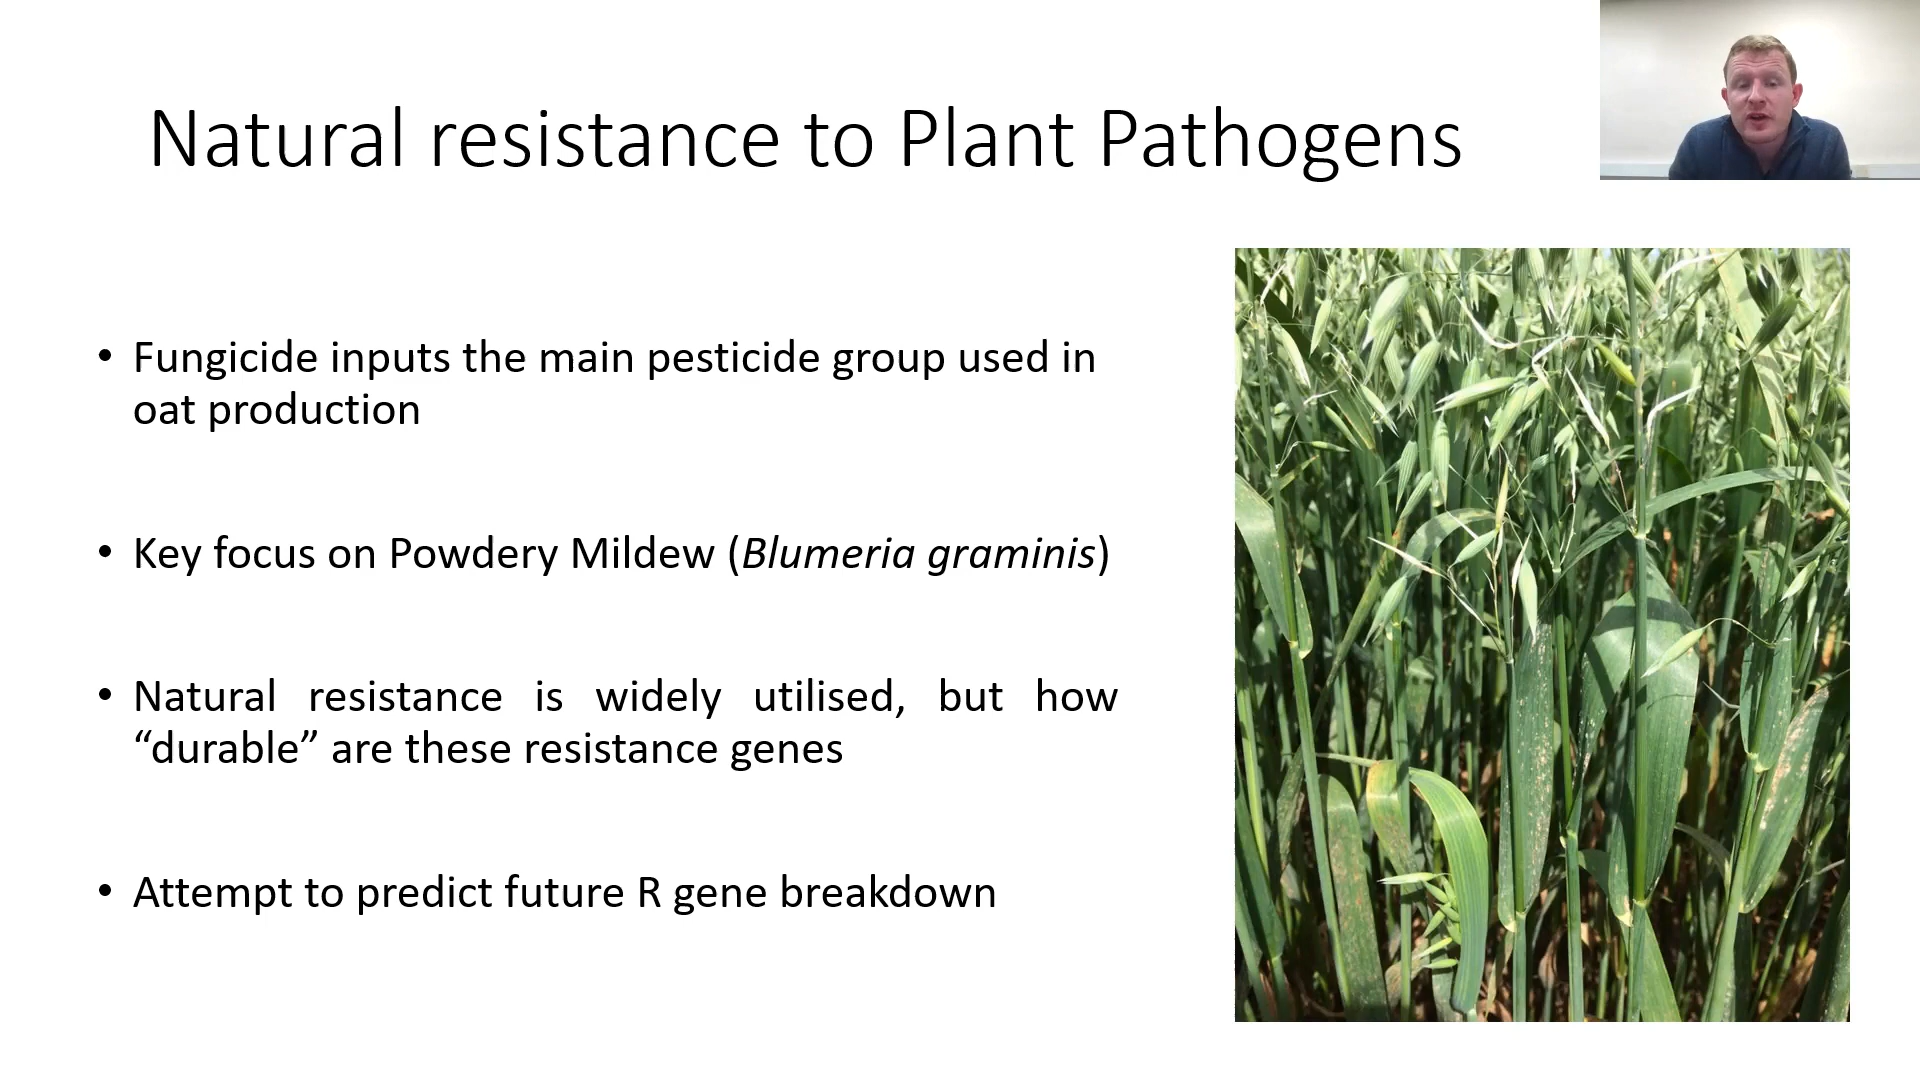 Natural resistance to Plant Pathogens
• Fungicide inputs the main pesticide group used in
oat production
• Key focus on Powdery Mildew (Blumeria graminis)
• Natural resistance is widely utilised, but how
“durable” are these resistance genes
• Attempt to predict future R gene breakdown